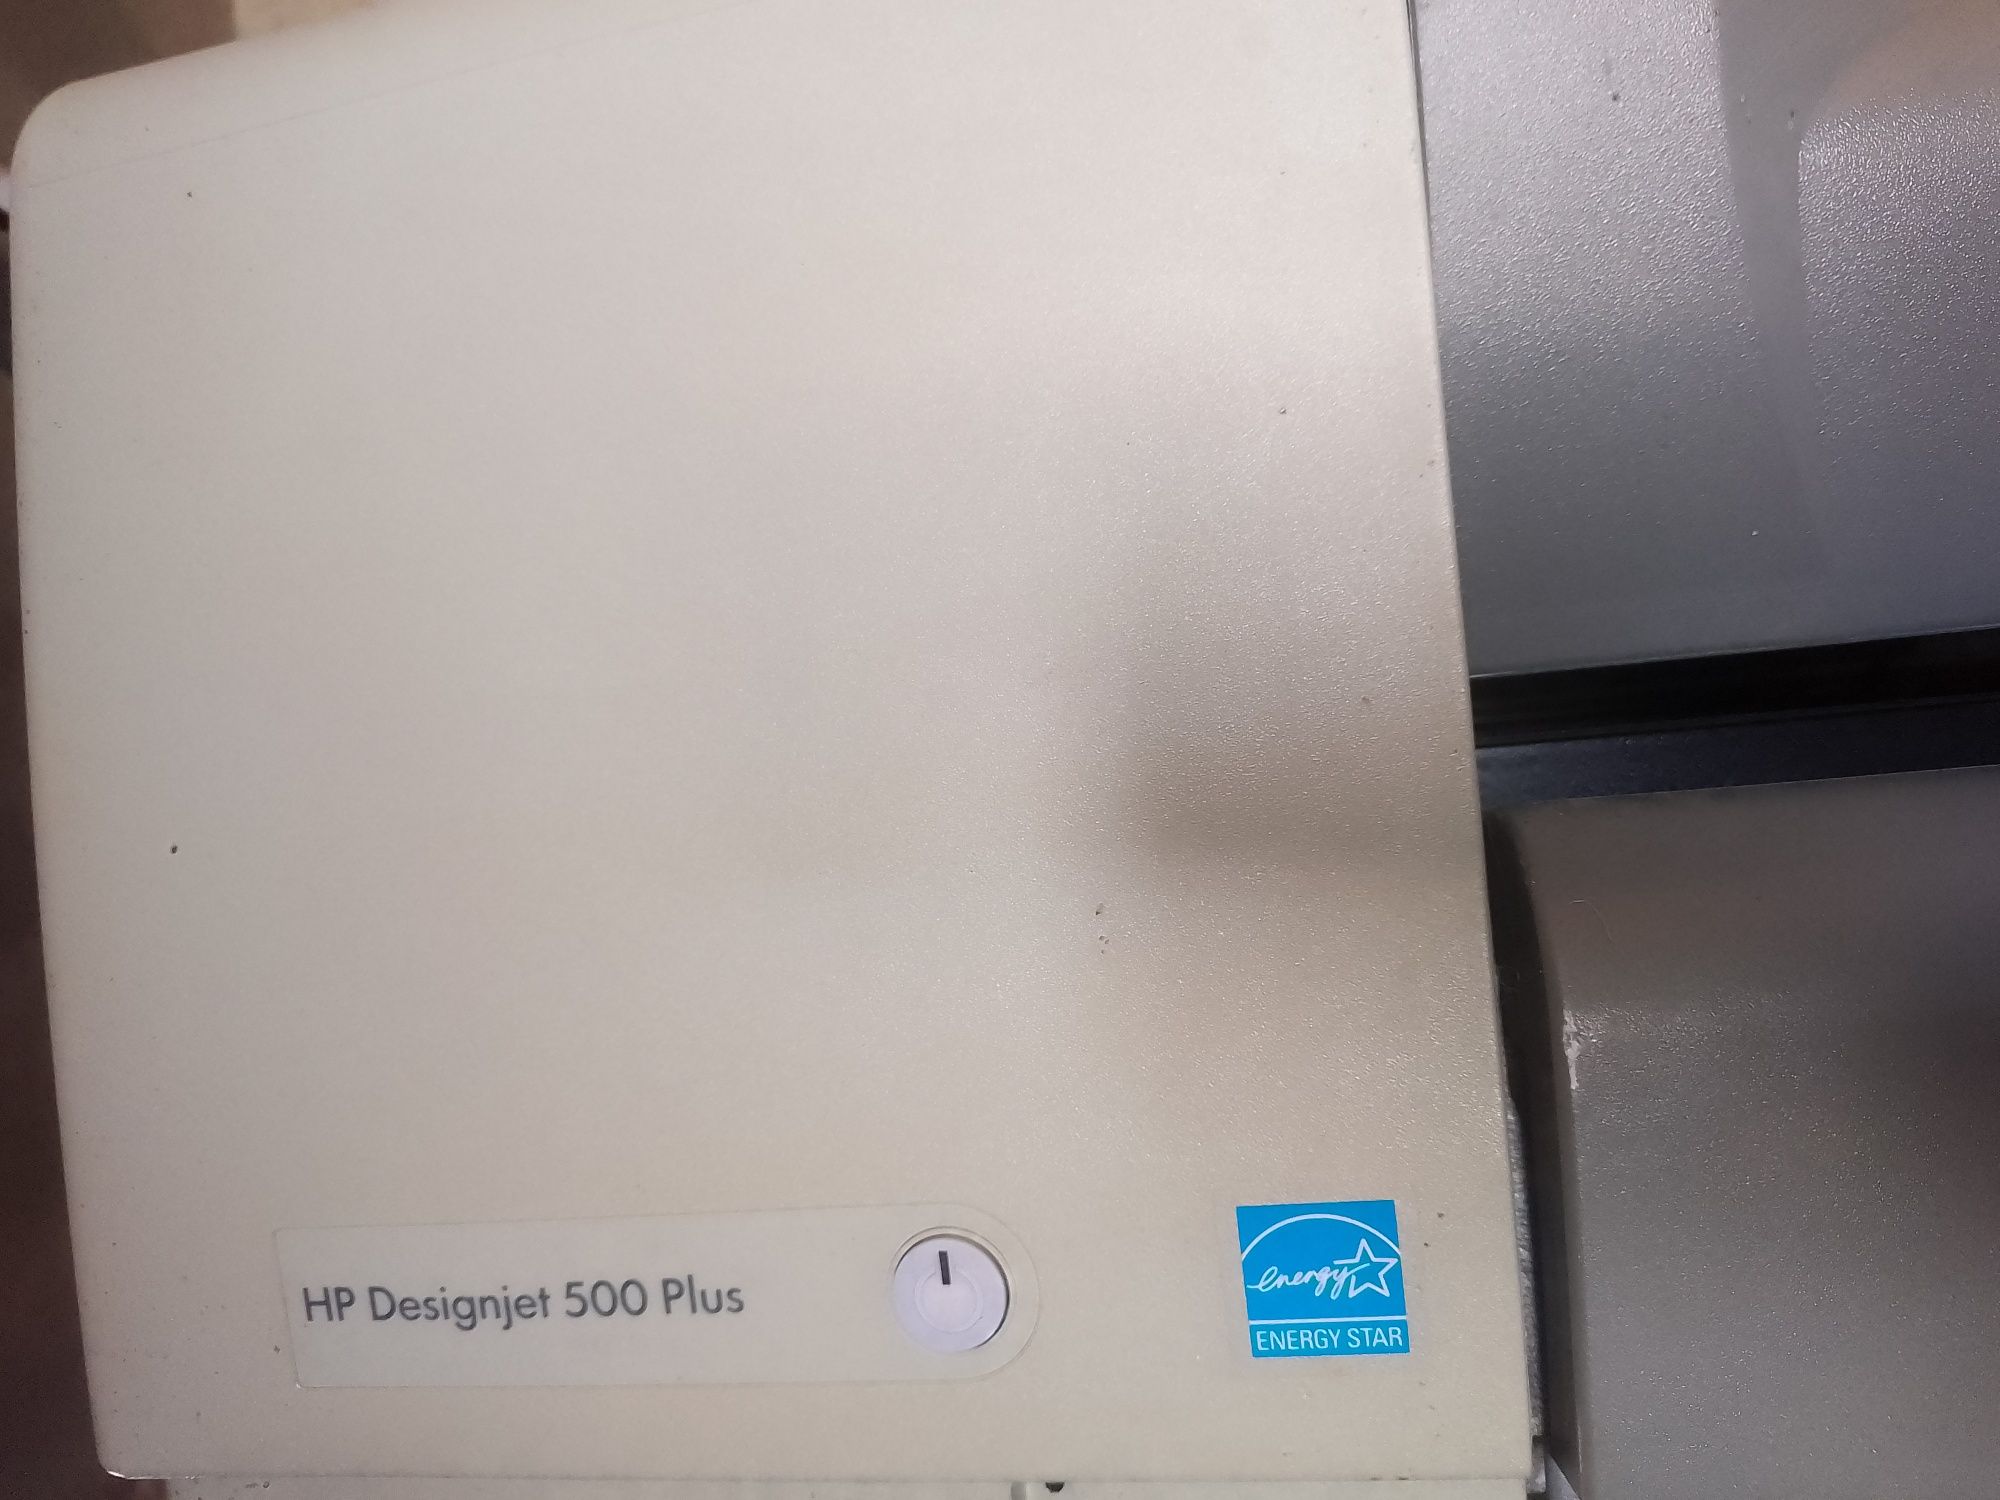 HP Designjet 500 Plus
energy
ENERGY STAR